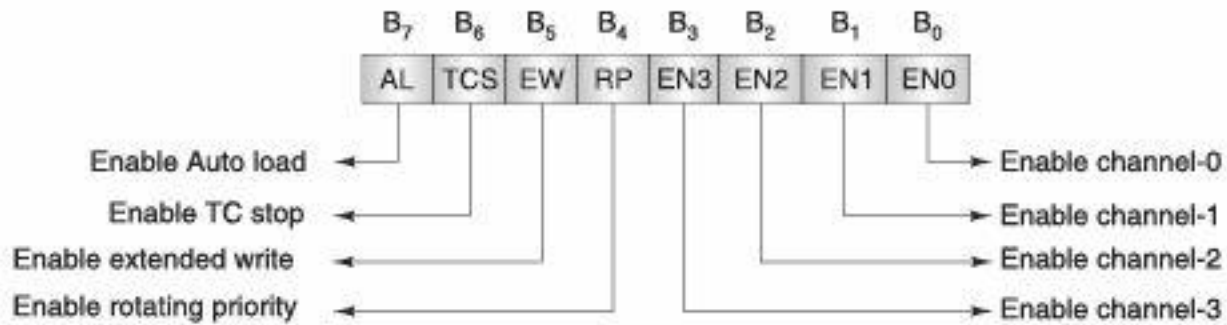 B7 B6 B5 B4 B3 B2 B1 B0
AL TCS EW RP EN3 EN2 EN1 EN0
Enable Auto load Enable channel-0
Enable TC stop Enable channel-1
Enable extended write Enable channel-2
Enable rotating priority Enable channel-3